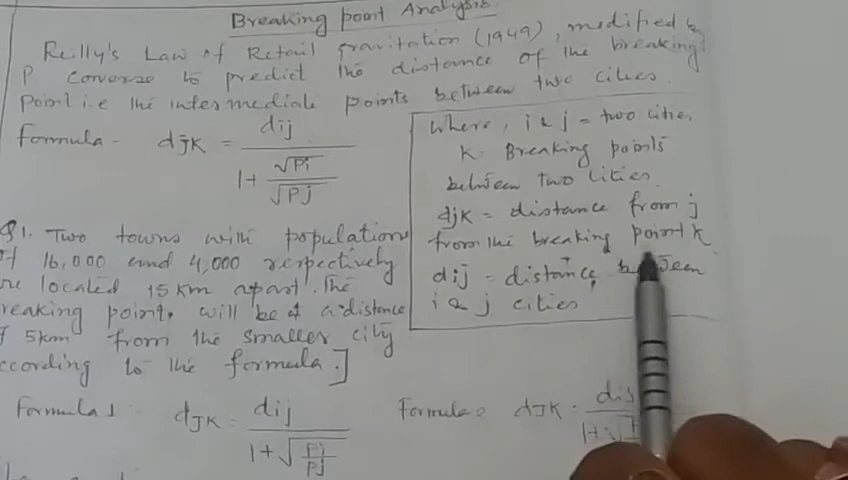 Breaking point Analysis.
Reilly's Law of Retail gravitation (1949), modified by
P Converse to predict the distance of the breaking
Point i.e the intermediate points between two cities.
Formula - djK = dij / 1 + √Pi / √Pj
where, i & j = two cities
K = Breaking points
between two cities
djK = distance from j
from the breaking point K
dij = distance between
i & j cities
Q1. Two towns with populations
of 16,000 and 4,000 respectively
are located 15 km apart. The
breaking point. will be of a distance
of 5km from the smaller city
according to the formula.]
Formula 1 dJK = dij / 1 + √Pi/Pj
Formula 2 dJK =